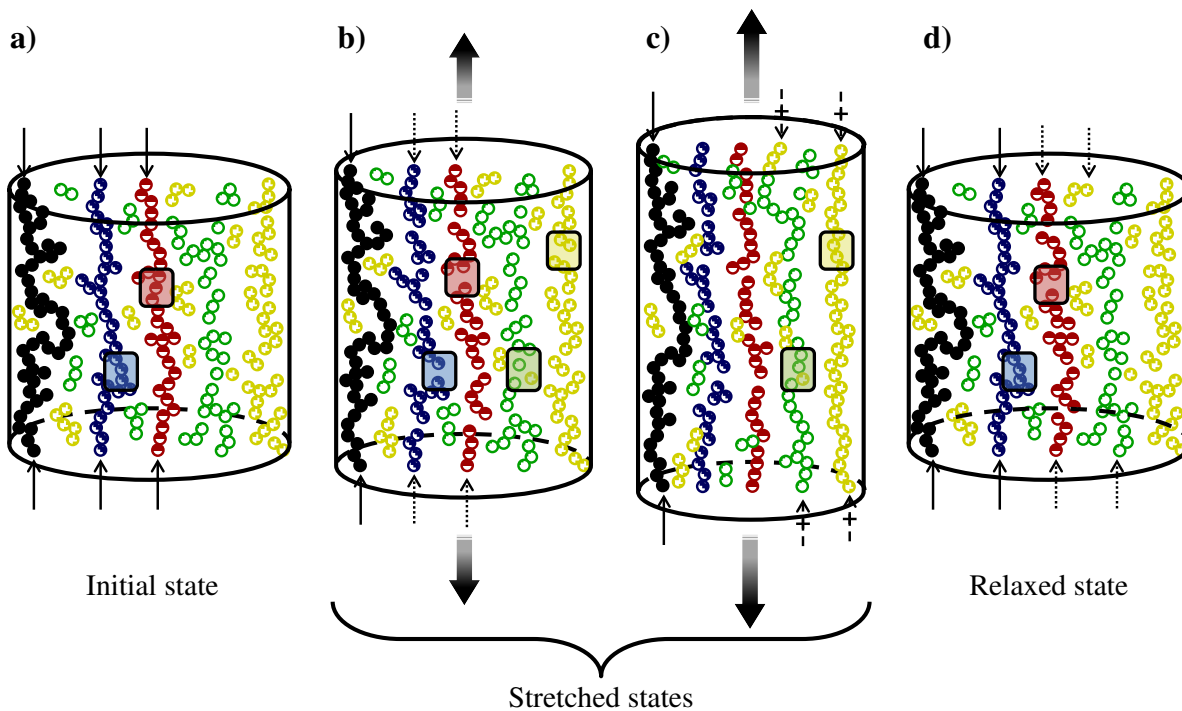 a)
b)
c)
d)
Initial state
Relaxed state
Stretched states